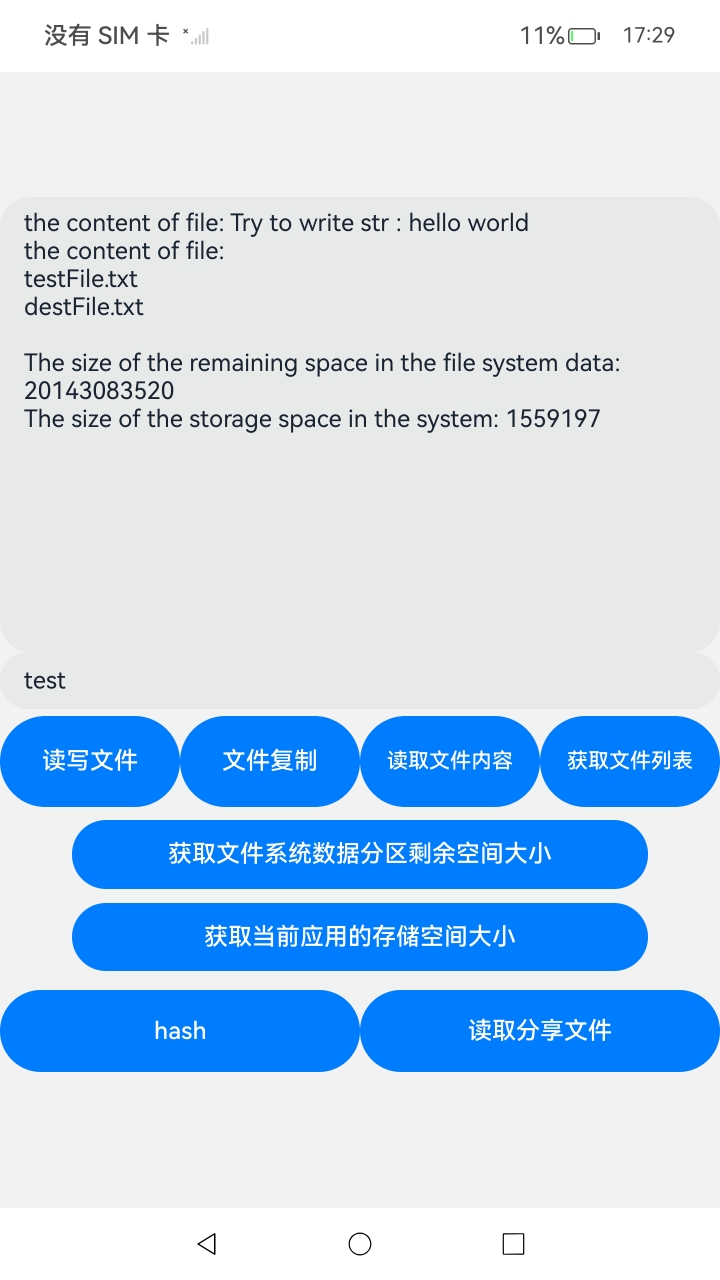 没有 SIM 卡 11% 17:29
the content of file: Try to write str : hello world
the content of file:
testFile.txt
destFile.txt
The size of the remaining space in the file system data:
20143083520
The size of the storage space in the system: 1559197
test
读写文件 文件复制 读取文件内容 获取文件列表
获取文件系统数据分区剩余空间大小
获取当前应用的存储空间大小
hash 读取分享文件